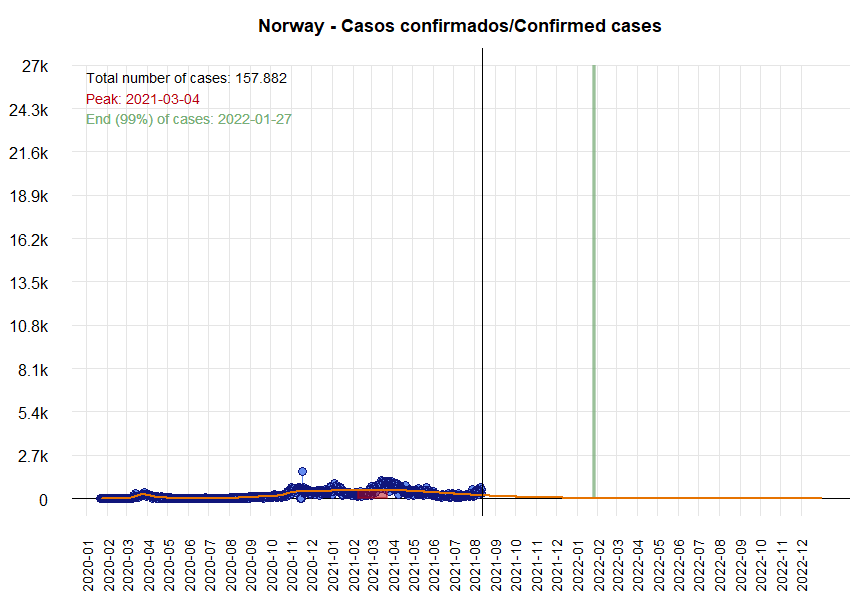 Norway - Casos confirmados/Confirmed cases
27k
24.3k
21.6k
18.9k
16.2k
13.5k
10.8k
8.1k
5.4k
2.7k
0
Total number of cases: 157.882
Peak: 2021-03-04
End (99%) of cases: 2022-01-27
2020-01
2020-02
2020-03
2020-04
2020-05
2020-06
2020-07
2020-08
2020-09
2020-10
2020-11
2020-12
2021-01
2021-02
2021-03
2021-04
2021-05
2021-06
2021-07
2021-08
2021-09
2021-10
2021-11
2021-12
2022-01
2022-02
2022-03
2022-04
2022-05
2022-06
2022-07
2022-08
2022-09
2022-10
2022-11
2022-12